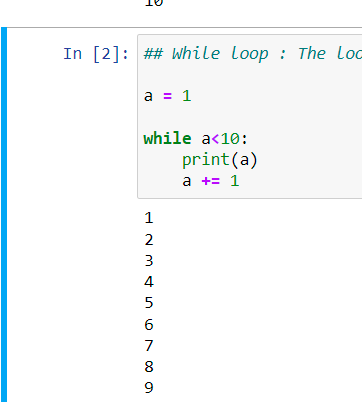 10
In [2]: ## While loop : The
a = 1
while a<10:
    print(a)
    a += 1
1
2
3
4
5
6
7
8
9